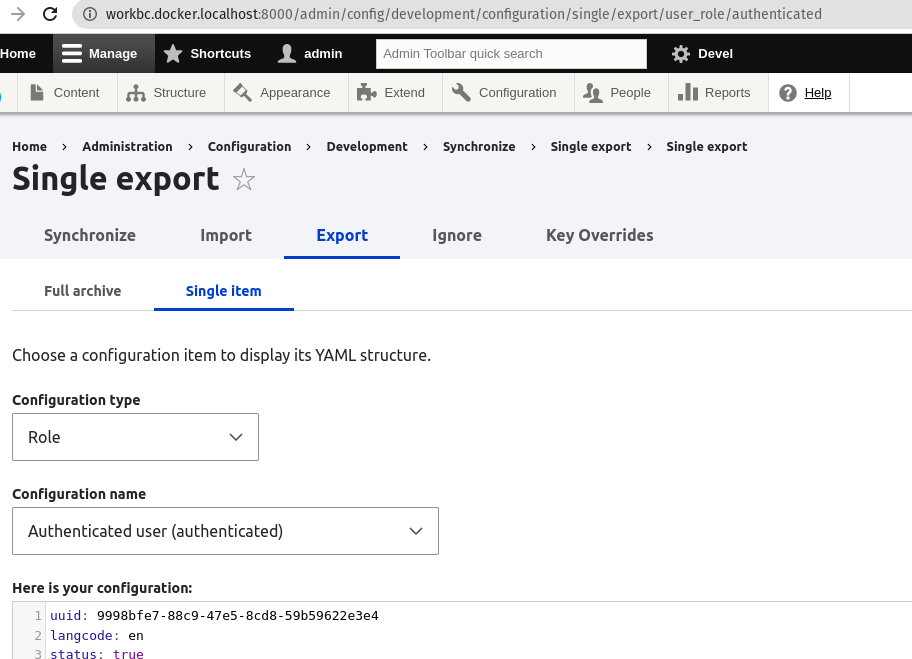 workbc.docker.localhost:8000/admin/config/development/configuration/single/export/user_role/authenticated
Home Manage Shortcuts admin Admin Toolbar quick search Devel
Content Structure Appearance Extend Configuration People Reports Help
Home › Administration › Configuration › Development › Synchronize › Single export › Single export
Single export
Synchronize Import Export Ignore Key Overrides
Full archive Single item
Choose a configuration item to display its YAML structure.
Configuration type
Role
Configuration name
Authenticated user (authenticated)
Here is your configuration:
1 uuid: 9998bfe7-88c9-47e5-8cd8-59b59622e3e4
2 langcode: en
3 status: true